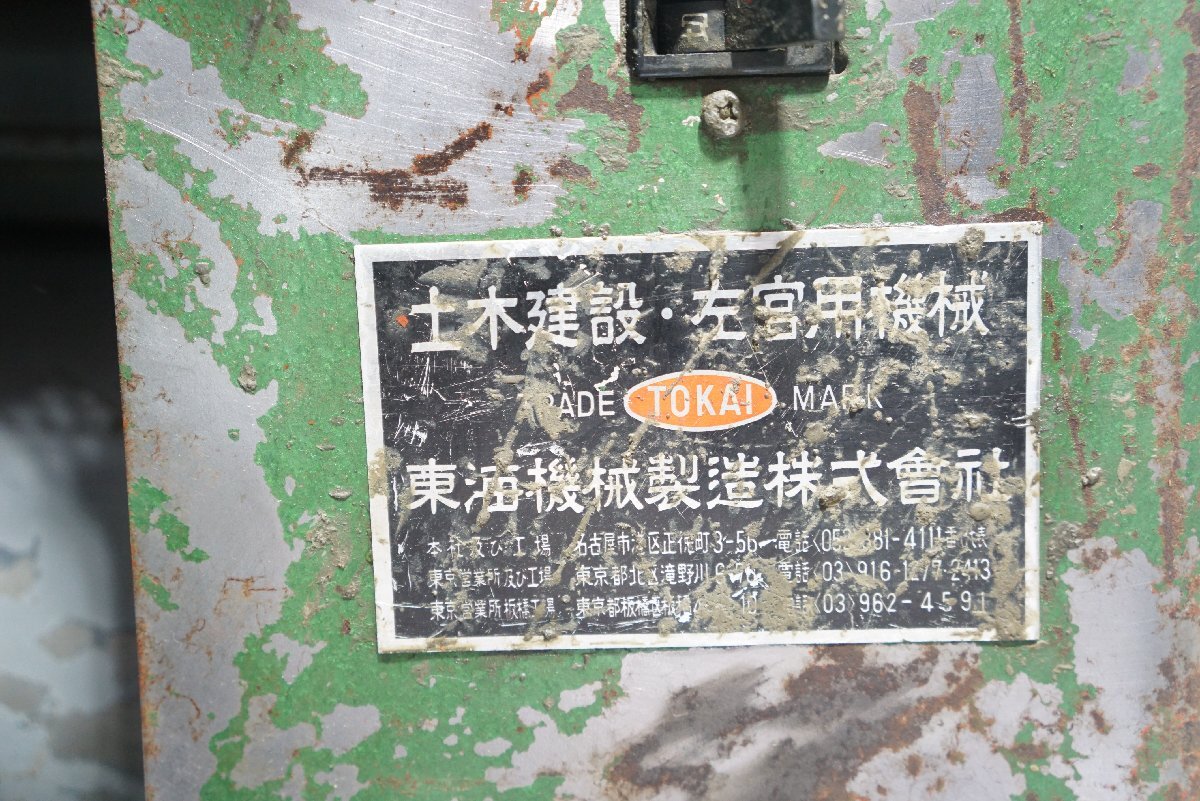 土木建設・左官用機械
TRADE TOKAI MARK
東海機械製造株式會社
本社及び工場 名古屋市港区正保町3-56 電話
東京営業所及び工場 東京都北区滝野川 電話〈03〉916-1277・2413
東京営業所板橋工場 東京都板橋区 電話〈03〉962-4591